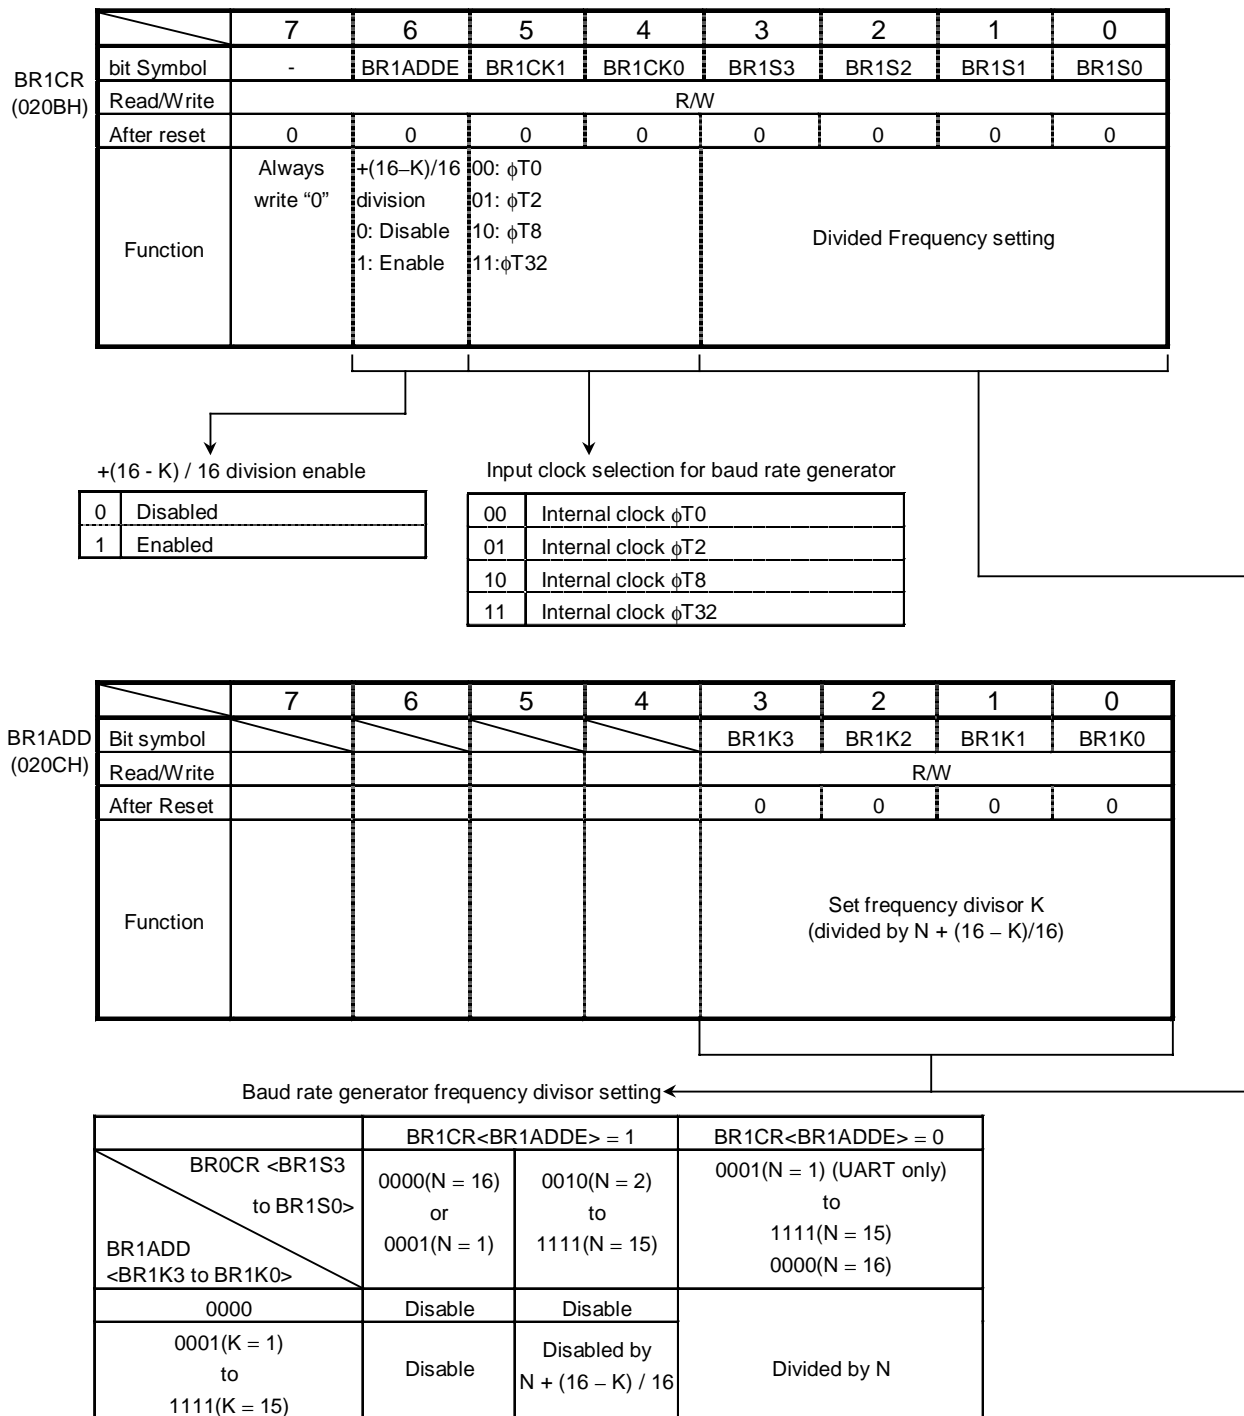 7 6 5 4 3 2 1 0
BR1CR
(020BH)
bit Symbol - BR1ADDE BR1CK1 BR1CK0 BR1S3 BR1S2 BR1S1 BR1S0
Read/Write R/W
After reset 0 0 0 0 0 0 0 0
Function
Always
write “0”
+(16–K)/16
division
0: Disable
1: Enable
00: ϕT0
01: ϕT2
10: ϕT8
11:ϕT32
Divided Frequency setting
+(16 - K) / 16 division enable
0 Disabled
1 Enabled
Input clock selection for baud rate generator
00 Internal clock ϕT0
01 Internal clock ϕT2
10 Internal clock ϕT8
11 Internal clock ϕT32
7 6 5 4 3 2 1 0
BR1ADD
(020CH)
Bit symbol BR1K3 BR1K2 BR1K1 BR1K0
Read/Write R/W
After Reset 0 0 0 0
Function
Set frequency divisor K
(divided by N + (16 – K)/16)
Baud rate generator frequency divisor setting
BR1CR<BR1ADDE> = 1 BR1CR<BR1ADDE> = 0
BR0CR <BR1S3
to BR1S0>
BR1ADD
<BR1K3 to BR1K0>
0000(N = 16)
or
0001(N = 1)
0010(N = 2)
to
1111(N = 15)
0001(N = 1) (UART only)
to
1111(N = 15)
0000(N = 16)
0000 Disable Disable
0001(K = 1)
to
1111(K = 15)
Disable
Disabled by
N + (16 – K) / 16
Divided by N